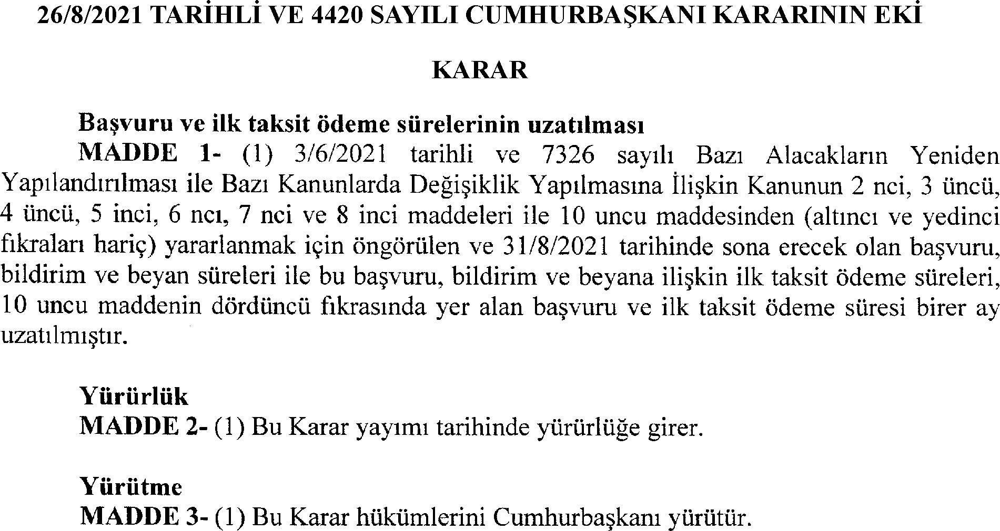 26/8/2021 TARİHLİ VE 4420 SAYILI CUMHURBAŞKANI KARARININ EKİ
KARAR
Başvuru ve ilk taksit ödeme sürelerinin uzatılması
MADDE 1- (1) 3/6/2021 tarihli ve 7326 sayılı Bazı Alacakların Yeniden
Yapılandırılması ile Bazı Kanunlarda Değişiklik Yapılmasına İlişkin Kanunun 2 nci, 3 üncü,
4 üncü, 5 inci, 6 ncı, 7 nci ve 8 inci maddeleri ile 10 uncu maddesinden (altıncı ve yedinci
fıkraları hariç) yararlanmak için öngörülen ve 31/8/2021 tarihinde sona erecek olan başvuru,
bildirim ve beyan süreleri ile bu başvuru, bildirim ve beyana ilişkin ilk taksit ödeme süreleri,
10 uncu maddenin dördüncü fıkrasında yer alan başvuru ve ilk taksit ödeme süresi birer ay
uzatılmıştır.
Yürürlük
MADDE 2- (1) Bu Karar yayımı tarihinde yürürlüğe girer.
Yürütme
MADDE 3- (1) Bu Karar hükümlerini Cumhurbaşkanı yürütür.